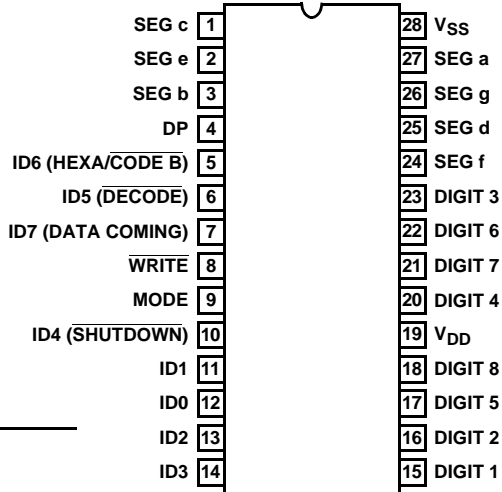 SEG c 1 28 VSS
SEG e 2 27 SEG a
SEG b 3 26 SEG g
DP 4 25 SEG d
ID6 (HEXA/CODE B) 5 24 SEG f
ID5 (DECODE) 6 23 DIGIT 3
ID7 (DATA COMING) 7 22 DIGIT 6
WRITE 8 21 DIGIT 7
MODE 9 20 DIGIT 4
ID4 (SHUTDOWN) 10 19 VDD
ID1 11 18 DIGIT 8
ID0 12 17 DIGIT 5
ID2 13 16 DIGIT 2
ID3 14 15 DIGIT 1